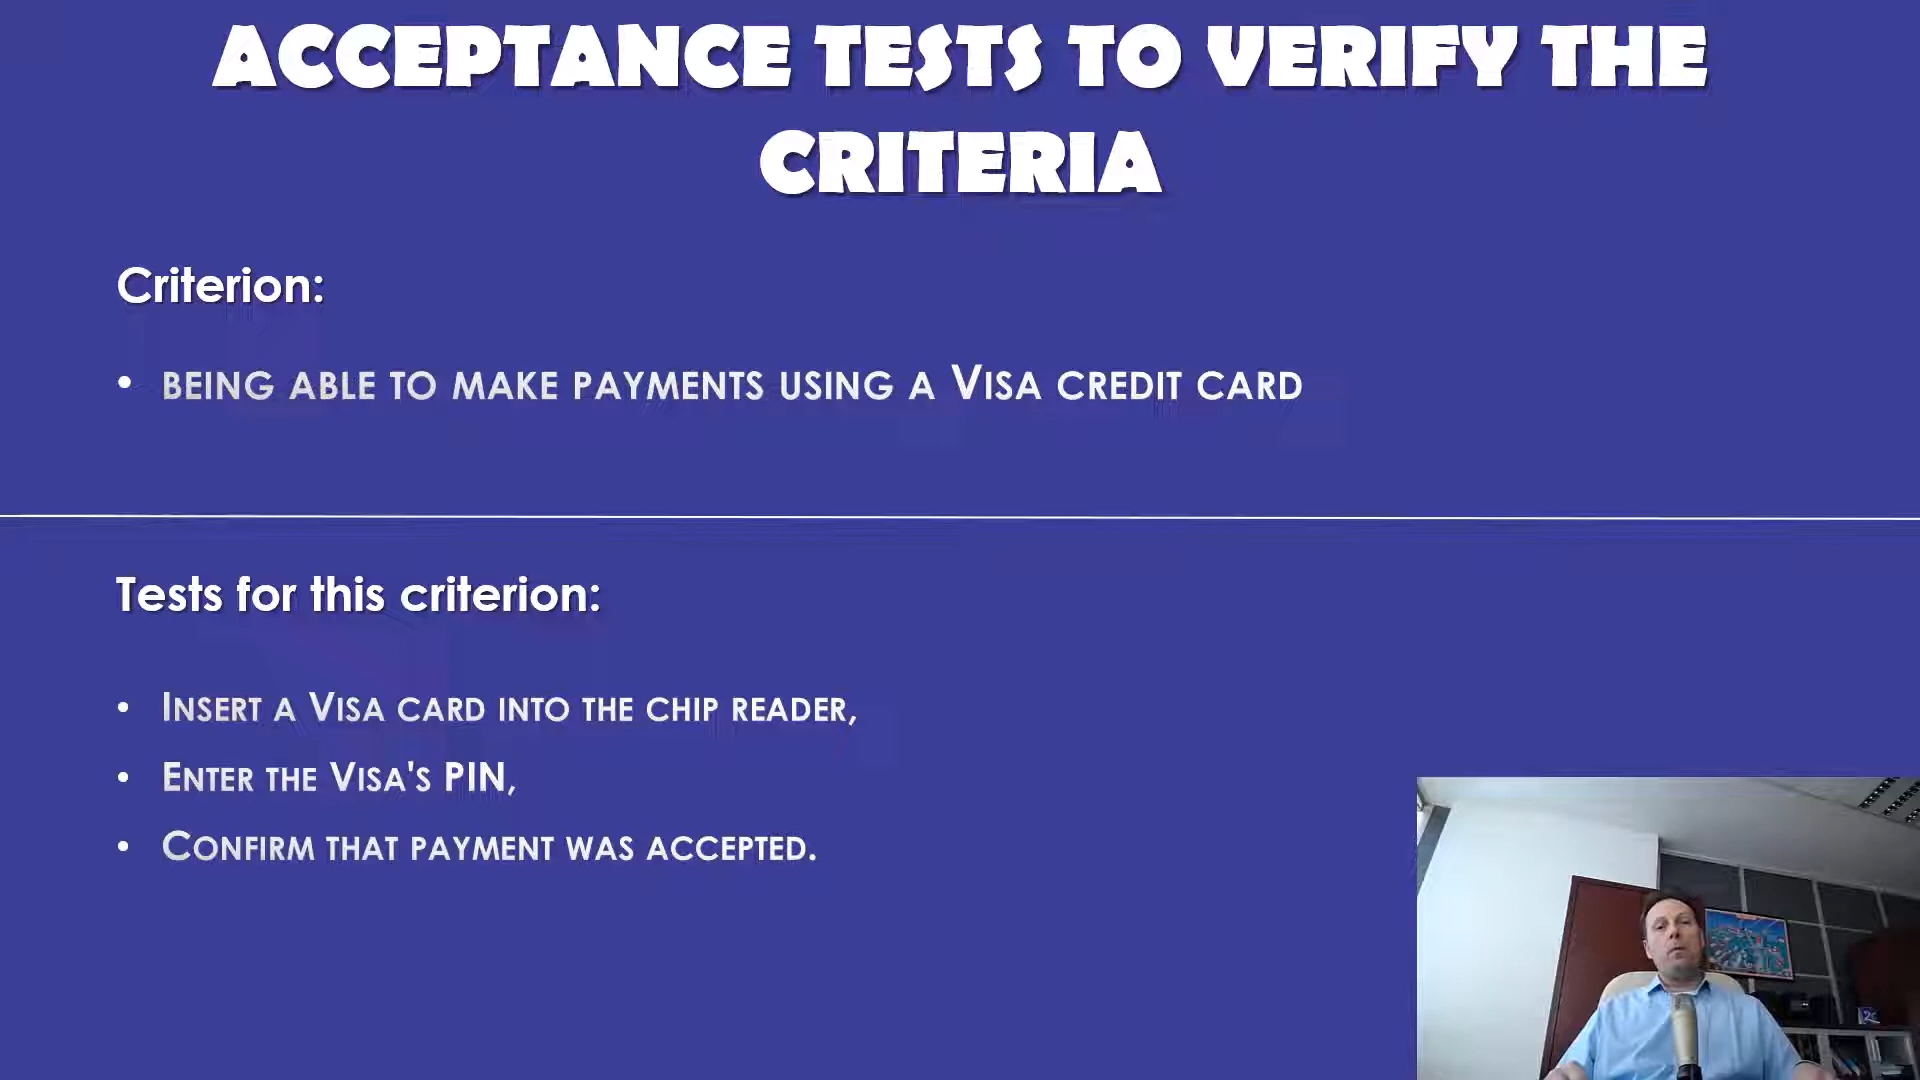 ACCEPTANCE TESTS TO VERIFY THE
CRITERIA
Criterion:
• BEING ABLE TO MAKE PAYMENTS USING A VISA CREDIT CARD
Tests for this criterion:
• INSERT A VISA CARD INTO THE CHIP READER,
• ENTER THE VISA'S PIN,
• CONFIRM THAT PAYMENT WAS ACCEPTED.